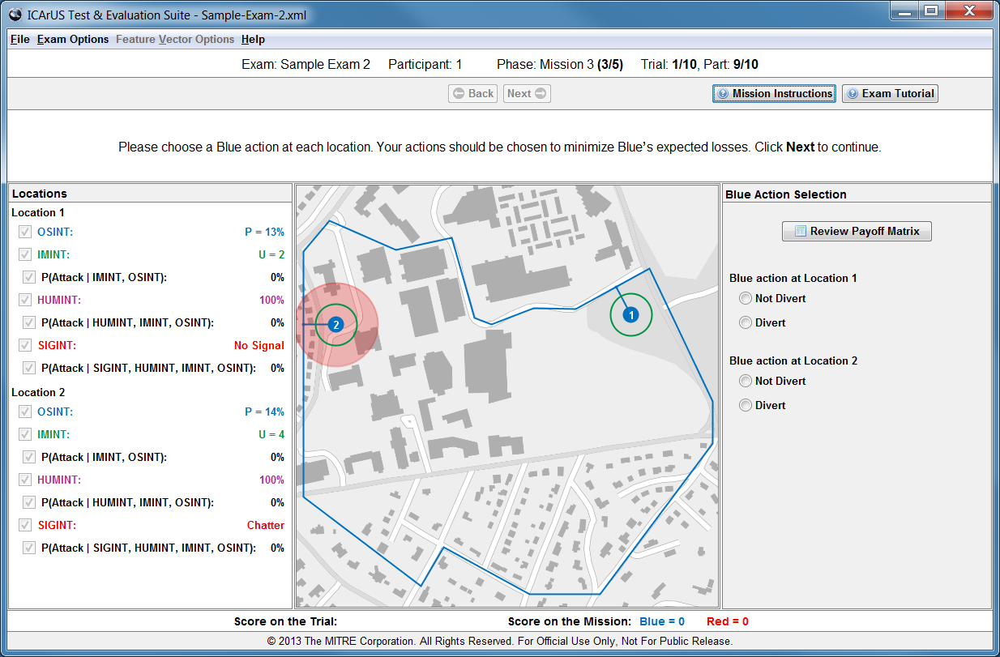 ICArUS Test & Evaluation Suite - Sample-Exam-2.xml
File Exam Options Feature Vector Options Help
Exam: Sample Exam 2 Participant: 1 Phase: Mission 3 (3/5) Trial: 1/10, Part: 9/10
Back Next Mission Instructions Exam Tutorial
Please choose a Blue action at each location. Your actions should be chosen to minimize Blue's expected losses. Click Next to continue.
Locations
Location 1
OSINT: P = 13%
IMINT: U = 2
P(Attack | IMINT, OSINT): 0%
HUMINT: 100%
P(Attack | HUMINT, IMINT, OSINT): 0%
SIGINT: No Signal
P(Attack | SIGINT, HUMINT, IMINT, OSINT): 0%
Location 2
OSINT: P = 14%
IMINT: U = 4
P(Attack | IMINT, OSINT): 0%
HUMINT: 100%
P(Attack | HUMINT, IMINT, OSINT): 0%
SIGINT: Chatter
P(Attack | SIGINT, HUMINT, IMINT, OSINT): 0%
2
1
Blue Action Selection
Review Payoff Matrix
Blue action at Location 1
Not Divert
Divert
Blue action at Location 2
Not Divert
Divert
Score on the Trial: Score on the Mission: Blue = 0 Red = 0
© 2013 The MITRE Corporation. All Rights Reserved. For Official Use Only, Not For Public Release.